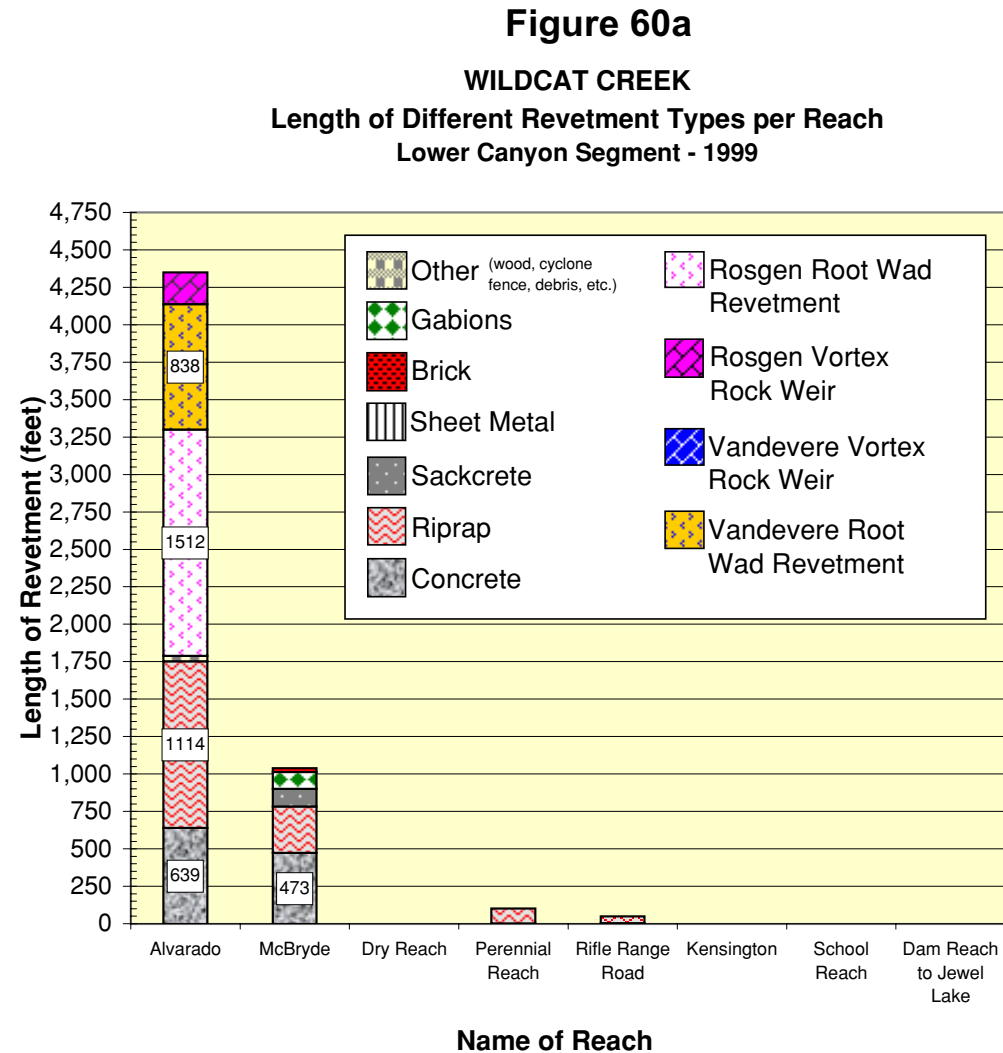 Figure 60a
WILDCAT CREEK
Length of Different Revetment Types per Reach
Lower Canyon Segment - 1999
Length of Revetment (feet)
4,750
4,500
4,250
4,000
3,750
3,500
3,250
3,000
2,750
2,500
2,250
2,000
1,750
1,500
1,250
1,000
750
500
250
0
838
1512
1114
639
473
Other (wood, cyclone
fence, debris, etc.)
Gabions
Brick
Sheet Metal
Sackcrete
Riprap
Concrete
Rosgen Root Wad
Revetment
Rosgen Vortex
Rock Weir
Vandevere Vortex
Rock Weir
Vandevere Root
Wad Revetment
Alvarado
McBryde
Dry Reach
Perennial
Reach
Rifle Range
Road
Kensington
School
Reach
Dam Reach
to Jewel
Lake
Name of Reach